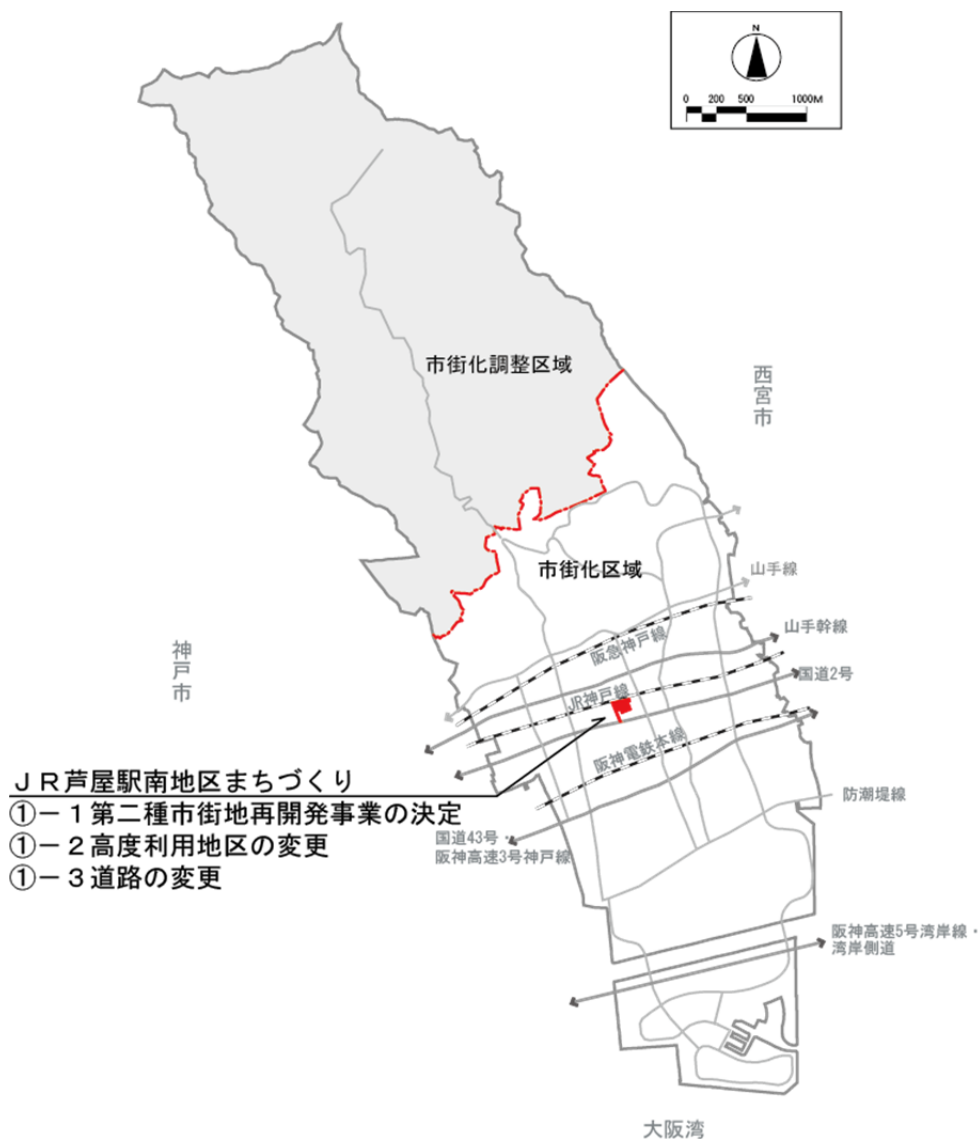 N
0 200 500 1000M
市街化調整区域
西宮市
市街化区域
山手線
阪急神戸線
山手幹線
神戸市
国道2号
JR神戸線
阪神電鉄本線
ＪＲ芦屋駅南地区まちづくり
①－１第二種市街地再開発事業の決定
①－２高度利用地区の変更
①－３道路の変更
防潮堤線
国道43号・
阪神高速3号神戸線
阪神高速5号湾岸線・
湾岸側道
大阪湾